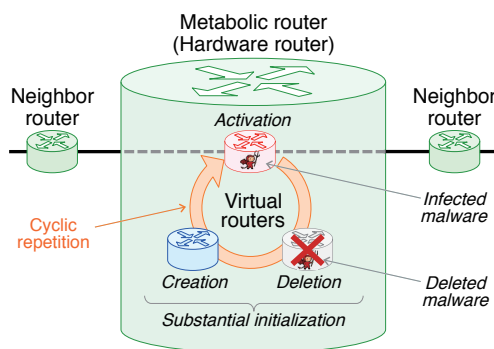 Metabolic router
(Hardware router)
Neighbor
router
Neighbor
router
Activation
Infected
malware
Virtual
routers
Cyclic
repetition
Creation
Deletion
Deleted
malware
Substantial initialization